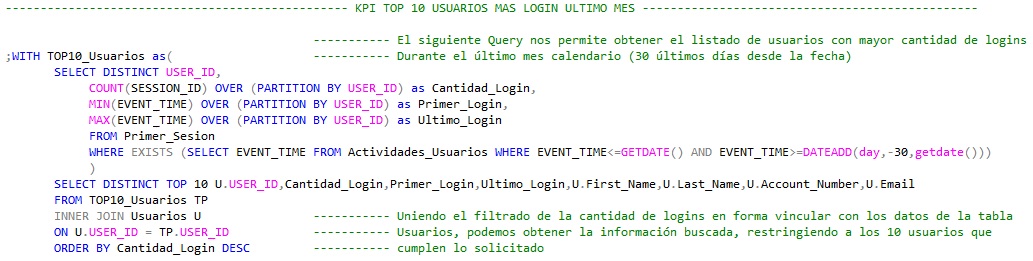 ------------------------------------------------- KPI TOP 10 USUARIOS MAS LOGIN ULTIMO MES ------------------------------------------------
----------- El siguiente Query nos permite obtener el listado de usuarios con mayor cantidad de logins
;WITH TOP10_Usuarios as( ----------- Durante el último mes calendario (30 últimos días desde la fecha)
SELECT DISTINCT USER_ID,
COUNT(SESSION_ID) OVER (PARTITION BY USER_ID) as Cantidad_Login,
MIN(EVENT_TIME) OVER (PARTITION BY USER_ID) as Primer_Login,
MAX(EVENT_TIME) OVER (PARTITION BY USER_ID) as Ultimo_Login
FROM Primer_Sesion
WHERE EXISTS (SELECT EVENT_TIME FROM Actividades_Usuarios WHERE EVENT_TIME<=GETDATE() AND EVENT_TIME>=DATEADD(day,-30,getdate()))
)
SELECT DISTINCT TOP 10 U.USER_ID,Cantidad_Login,Primer_Login,Ultimo_Login,U.First_Name,U.Last_Name,U.Account_Number,U.Email
FROM TOP10_Usuarios TP
INNER JOIN Usuarios U ----------- Uniendo el filtrado de la cantidad de logins en forma vincular con los datos de la tabla
ON U.USER_ID = TP.USER_ID ----------- Usuarios, podemos obtener la información buscada, restringiendo a los 10 usuarios que
ORDER BY Cantidad_Login DESC ----------- cumplen lo solicitado